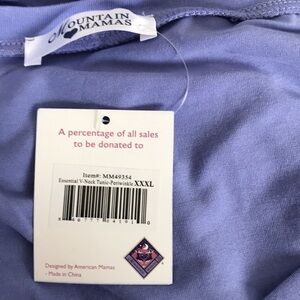 MOUNTAIN
MAMAS
A percentage of all sales
to be donated to
Item#: MM49354
Essential V-Neck Tunic-Periwinkle XXXL
Designed by American Mamas
- Made in China